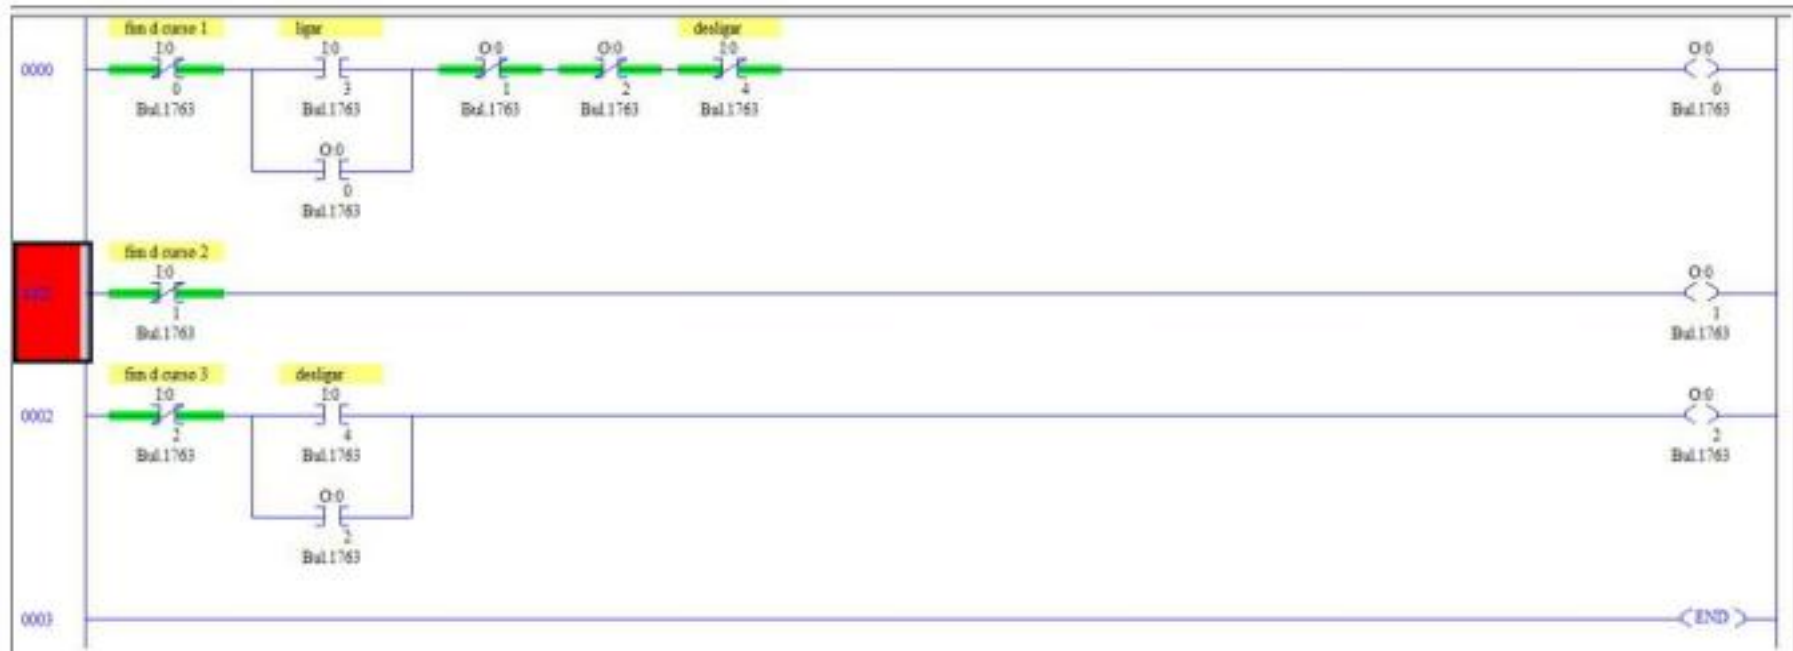 fim d curso 1 ligar desligar
I:0 I:0 O:0 O:0 I:0 O:0
0000
0 3 1 2 4 0
Bul.1763 Bul.1763 Bul.1763 Bul.1763 Bul.1763 Bul.1763
O:0
0
Bul.1763
fim d curso 2
I:0 O:0
1 1
Bul.1763 Bul.1763
fim d curso 3 desligar
I:0 I:0 O:0
0002
2 4 2
Bul.1763 Bul.1763 Bul.1763
O:0
2
Bul.1763
0003 END